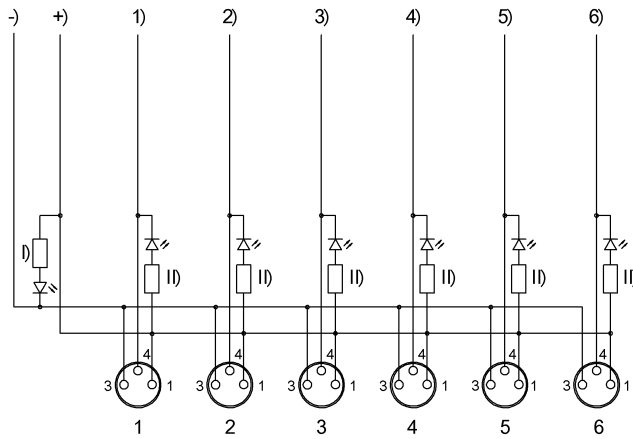 -) +) 1) 2) 3) 4) 5) 6)
I) II) II) II) II) II) II)
4 4 4 4 4 4
3 1 3 1 3 1 3 1 3 1 3 1
1 2 3 4 5 6